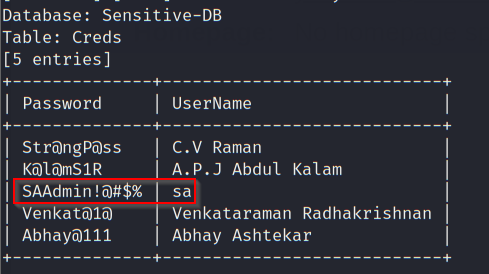 Database: Sensitive-DB
Table: Creds
[5 entries]
+--------------+---------------------------+
| Password | UserName |
+--------------+---------------------------+
| Str@ngP@ss | C.V Raman |
| K@l@mS1R | A.P.J Abdul Kalam |
| SAAdmin!@#$% | sa |
| Venkat@1@ | Venkataraman Radhakrishnan |
| Abhay@111 | Abhay Ashtekar |
+--------------+---------------------------+